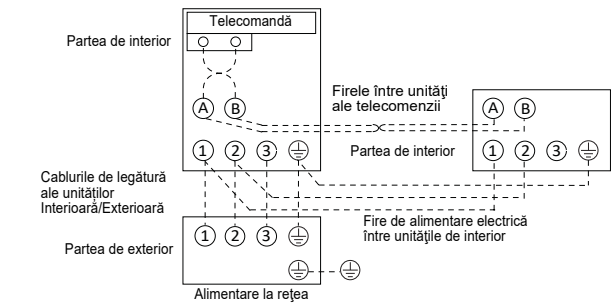 Telecomandă
Partea de interior
Firele între unităţi
ale telecomenzii
A B
A B
1 2 3
Partea de interior
1 2 3
Cablurile de legătură
ale unităţilor
Interioară/Exterioară
Fire de alimentare electrică
între unităţile de interior
1 2 3
Partea de exterior
Alimentare la reţea